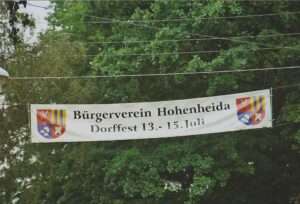 Bürgerverein Hohenheida
Dorffest 13.- 15. Juli